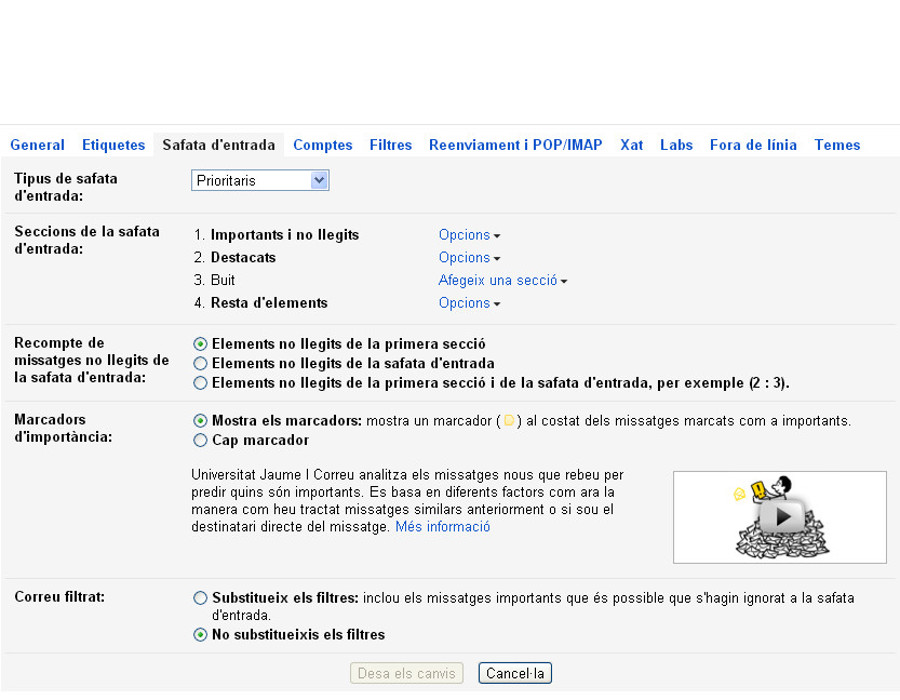 General Etiquetes Safata d'entrada Comptes Filtres Reenviament i POP/IMAP Xat Labs Fora de línia Temes
Tipus de safata
d'entrada:
Prioritaris
Seccions de la safata
d'entrada:
1. Importants i no llegits Opcions
2. Destacats Opcions
3. Buit Afegeix una secció
4. Resta d'elements Opcions
Recompte de
missatges no llegits de
la safata d'entrada:
Elements no llegits de la primera secció
Elements no llegits de la safata d'entrada
Elements no llegits de la primera secció i de la safata d'entrada, per exemple (2 : 3).
Marcadors
d'importància:
Mostra els marcadors: mostra un marcador ( ) al costat dels missatges marcats com a importants.
Cap marcador
Universitat Jaume I Correu analitza els missatges nous que rebeu per
predir quins són importants. Es basa en diferents factors com ara la
manera com heu tractat missatges similars anteriorment o si sou el
destinatari directe del missatge. Més informació
Correu filtrat:
Substitueix els filtres: inclou els missatges importants que és possible que s'hagin ignorat a la safata
d'entrada.
No substitueixis els filtres
Desa els canvis Cancel·la